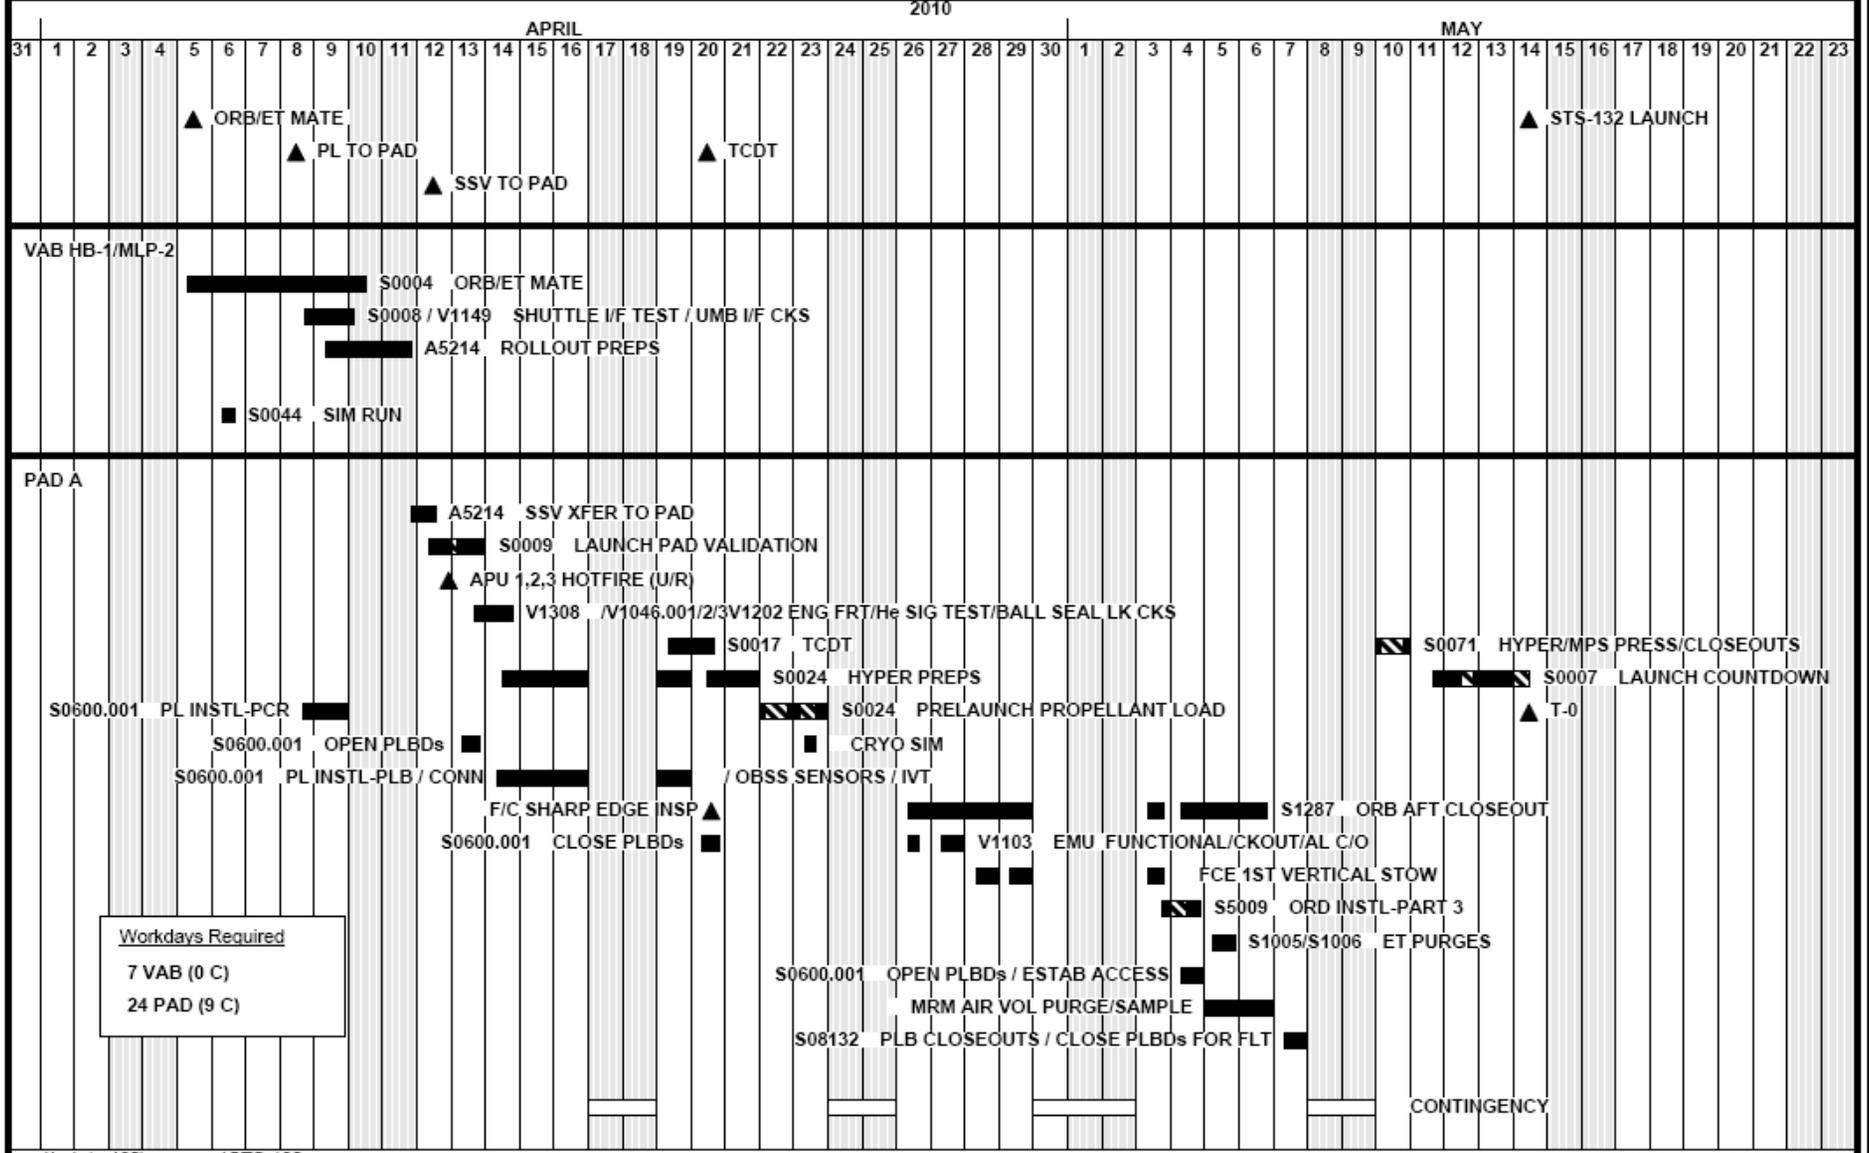 2010
APRIL MAY
31 1 2 3 4 5 6 7 8 9 10 11 12 13 14 15 16 17 18 19 20 21 22 23 24 25 26 27 28 29 30 1 2 3 4 5 6 7 8 9 10 11 12 13 14 15 16 17 18 19 20 21 22 23
ORB/ET MATE STS-132 LAUNCH
PL TO PAD TCDT
SSV TO PAD
VAB HB-1/MLP-2
S0004 ORB/ET MATE
S0008 / V1149 SHUTTLE I/F TEST / UMB I/F CKS
A5214 ROLLOUT PREPS
S0044 SIM RUN
PAD A
A5214 SSV XFER TO PAD
S0009 LAUNCH PAD VALIDATION
APU 1,2,3 HOTFIRE (U/R)
V1308 /V1046.001/2/3V1202 ENG FRT/He SIG TEST/BALL SEAL LK CKS
S0017 TCDT S0071 HYPER/MPS PRESS/CLOSEOUTS
S0024 HYPER PREPS S0007 LAUNCH COUNTDOWN
S0600.001 PL INSTL-PCR S0024 PRELAUNCH PROPELLANT LOAD T-0
S0600.001 OPEN PLBDs CRYO SIM
S0600.001 PL INSTL-PLB / CONN / OBSS SENSORS / IVT
F/C SHARP EDGE INSP S1287 ORB AFT CLOSEOUT
S0600.001 CLOSE PLBDs V1103 EMU FUNCTIONAL/CKOUT/AL C/O
FCE 1ST VERTICAL STOW
S5009 ORD INSTL-PART 3
Workdays Required
7 VAB (0 C)
24 PAD (9 C)
S1005/S1006 ET PURGES
S0600.001 OPEN PLBDs / ESTAB ACCESS
MRM AIR VOL PURGE/SAMPLE
S08132 PLB CLOSEOUTS / CLOSE PLBDs FOR FLT
CONTINGENCY